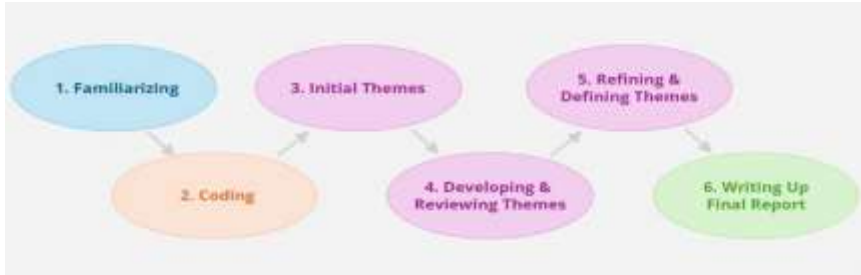 1. Familiarizing
2. Coding
3. Initial Themes
4. Developing &
Reviewing Themes
5. Refining &
Defining Themes
6. Writing Up
Final Report